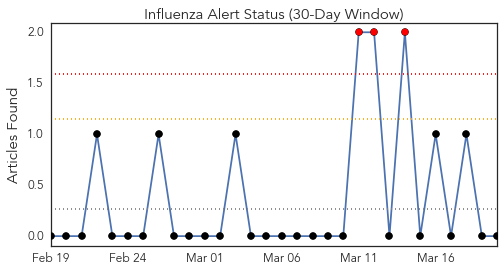 Influenza Alert Status (30-Day Window)
Articles Found
2.0
1.5
1.0
0.5
0.0
Feb 19 Feb 24 Mar 01 Mar 06 Mar 11 Mar 16